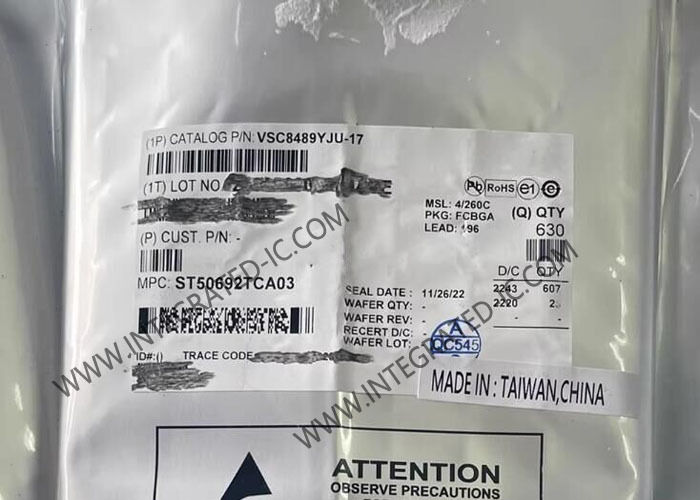 (1P) CATALOG P/N: VSC8489YJU-17
(1T) LOT NO
(P) CUST. P/N: -
MPC: ST50692TCA03
ID#:() TRACE CODE
Pb RoHS e1 e
MSL: 4/260C
PKG: FCBGA
LEAD: 196
(Q) QTY
630
D/C QTY
2243 607
2220
SEAL DATE : 11/26/22
WAFER QTY: -
WAFER REV: -
RECERT D/C: -
WAFER LOT:
A
QC545
MADE IN : TAIWAN,CHINA
WWW.INTEGRATED-IC.COM
WWW.INTEGRATED-IC.COM
ATTENTION
OBSERVE PRECAUTIONS